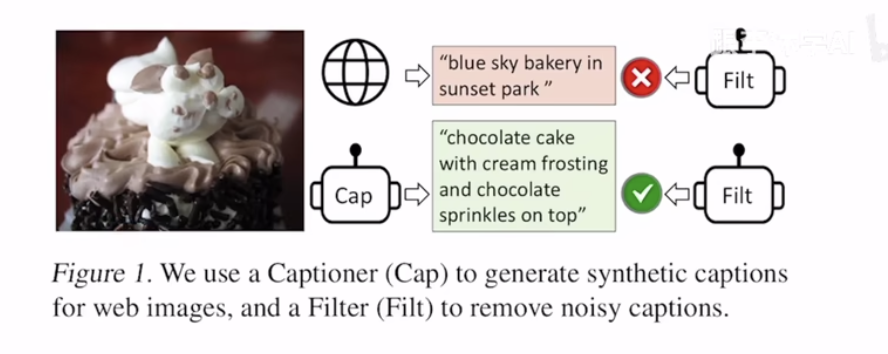 “blue sky bakery in
sunset park ”
Filt
“chocolate cake
with cream frosting
and chocolate
sprinkles on top”
Cap
Filt
Figure 1. We use a Captioner (Cap) to generate synthetic captions
for web images, and a Filter (Filt) to remove noisy captions.